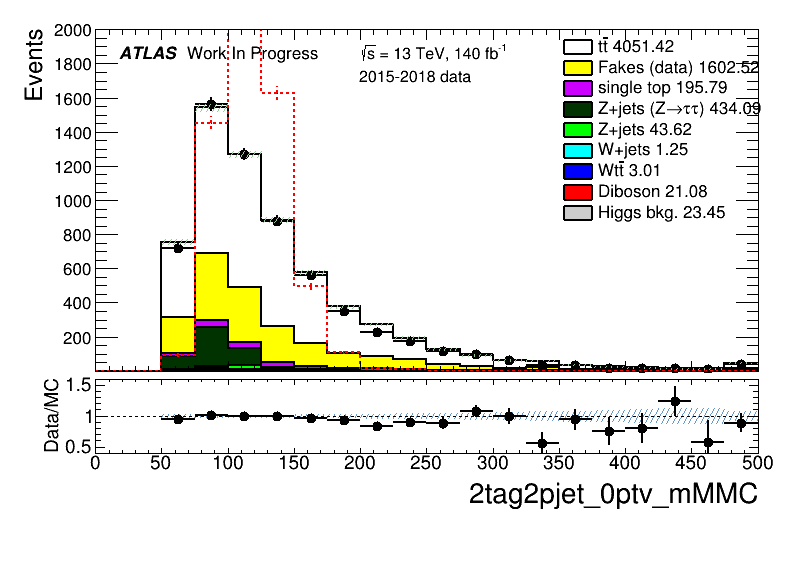 2000
1800
1600
1400
1200
1000
800
600
400
200
Events
ATLAS Work In Progress
√s = 13 TeV, 140 fb⁻¹
2015-2018 data
tt̄ 4051.42
Fakes (data) 1602.52
single top 195.79
Z+jets (Z→ττ) 434.09
Z+jets 43.62
W+jets 1.25
Wtt̄ 3.01
Diboson 21.08
Higgs bkg. 23.45
Data/MC
1.5
1
0.5
0 50 100 150 200 250 300 350 400 450 500
2tag2pjet_0ptv_mMMC